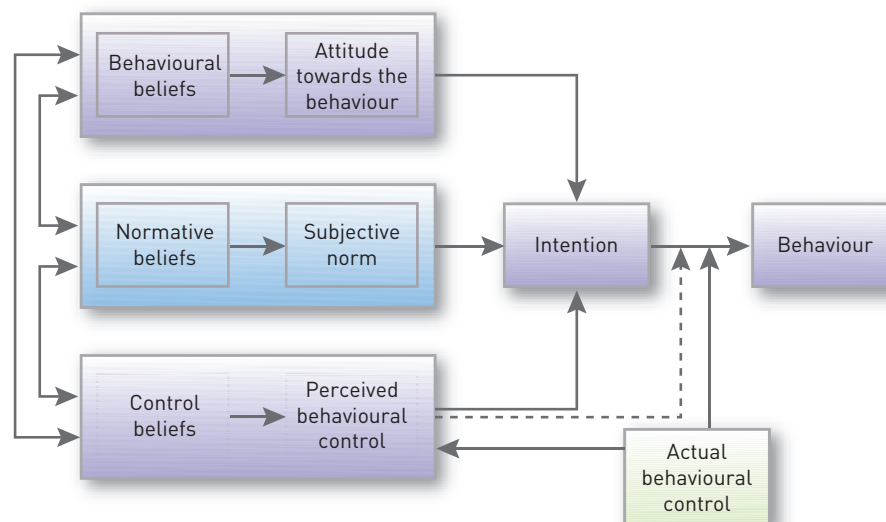 Behavioural
beliefs
Attitude
towards the
behaviour
Normative
beliefs
Subjective
norm
Intention
Behaviour
Control
beliefs
Perceived
behavioural
control
Actual
behavioural
control